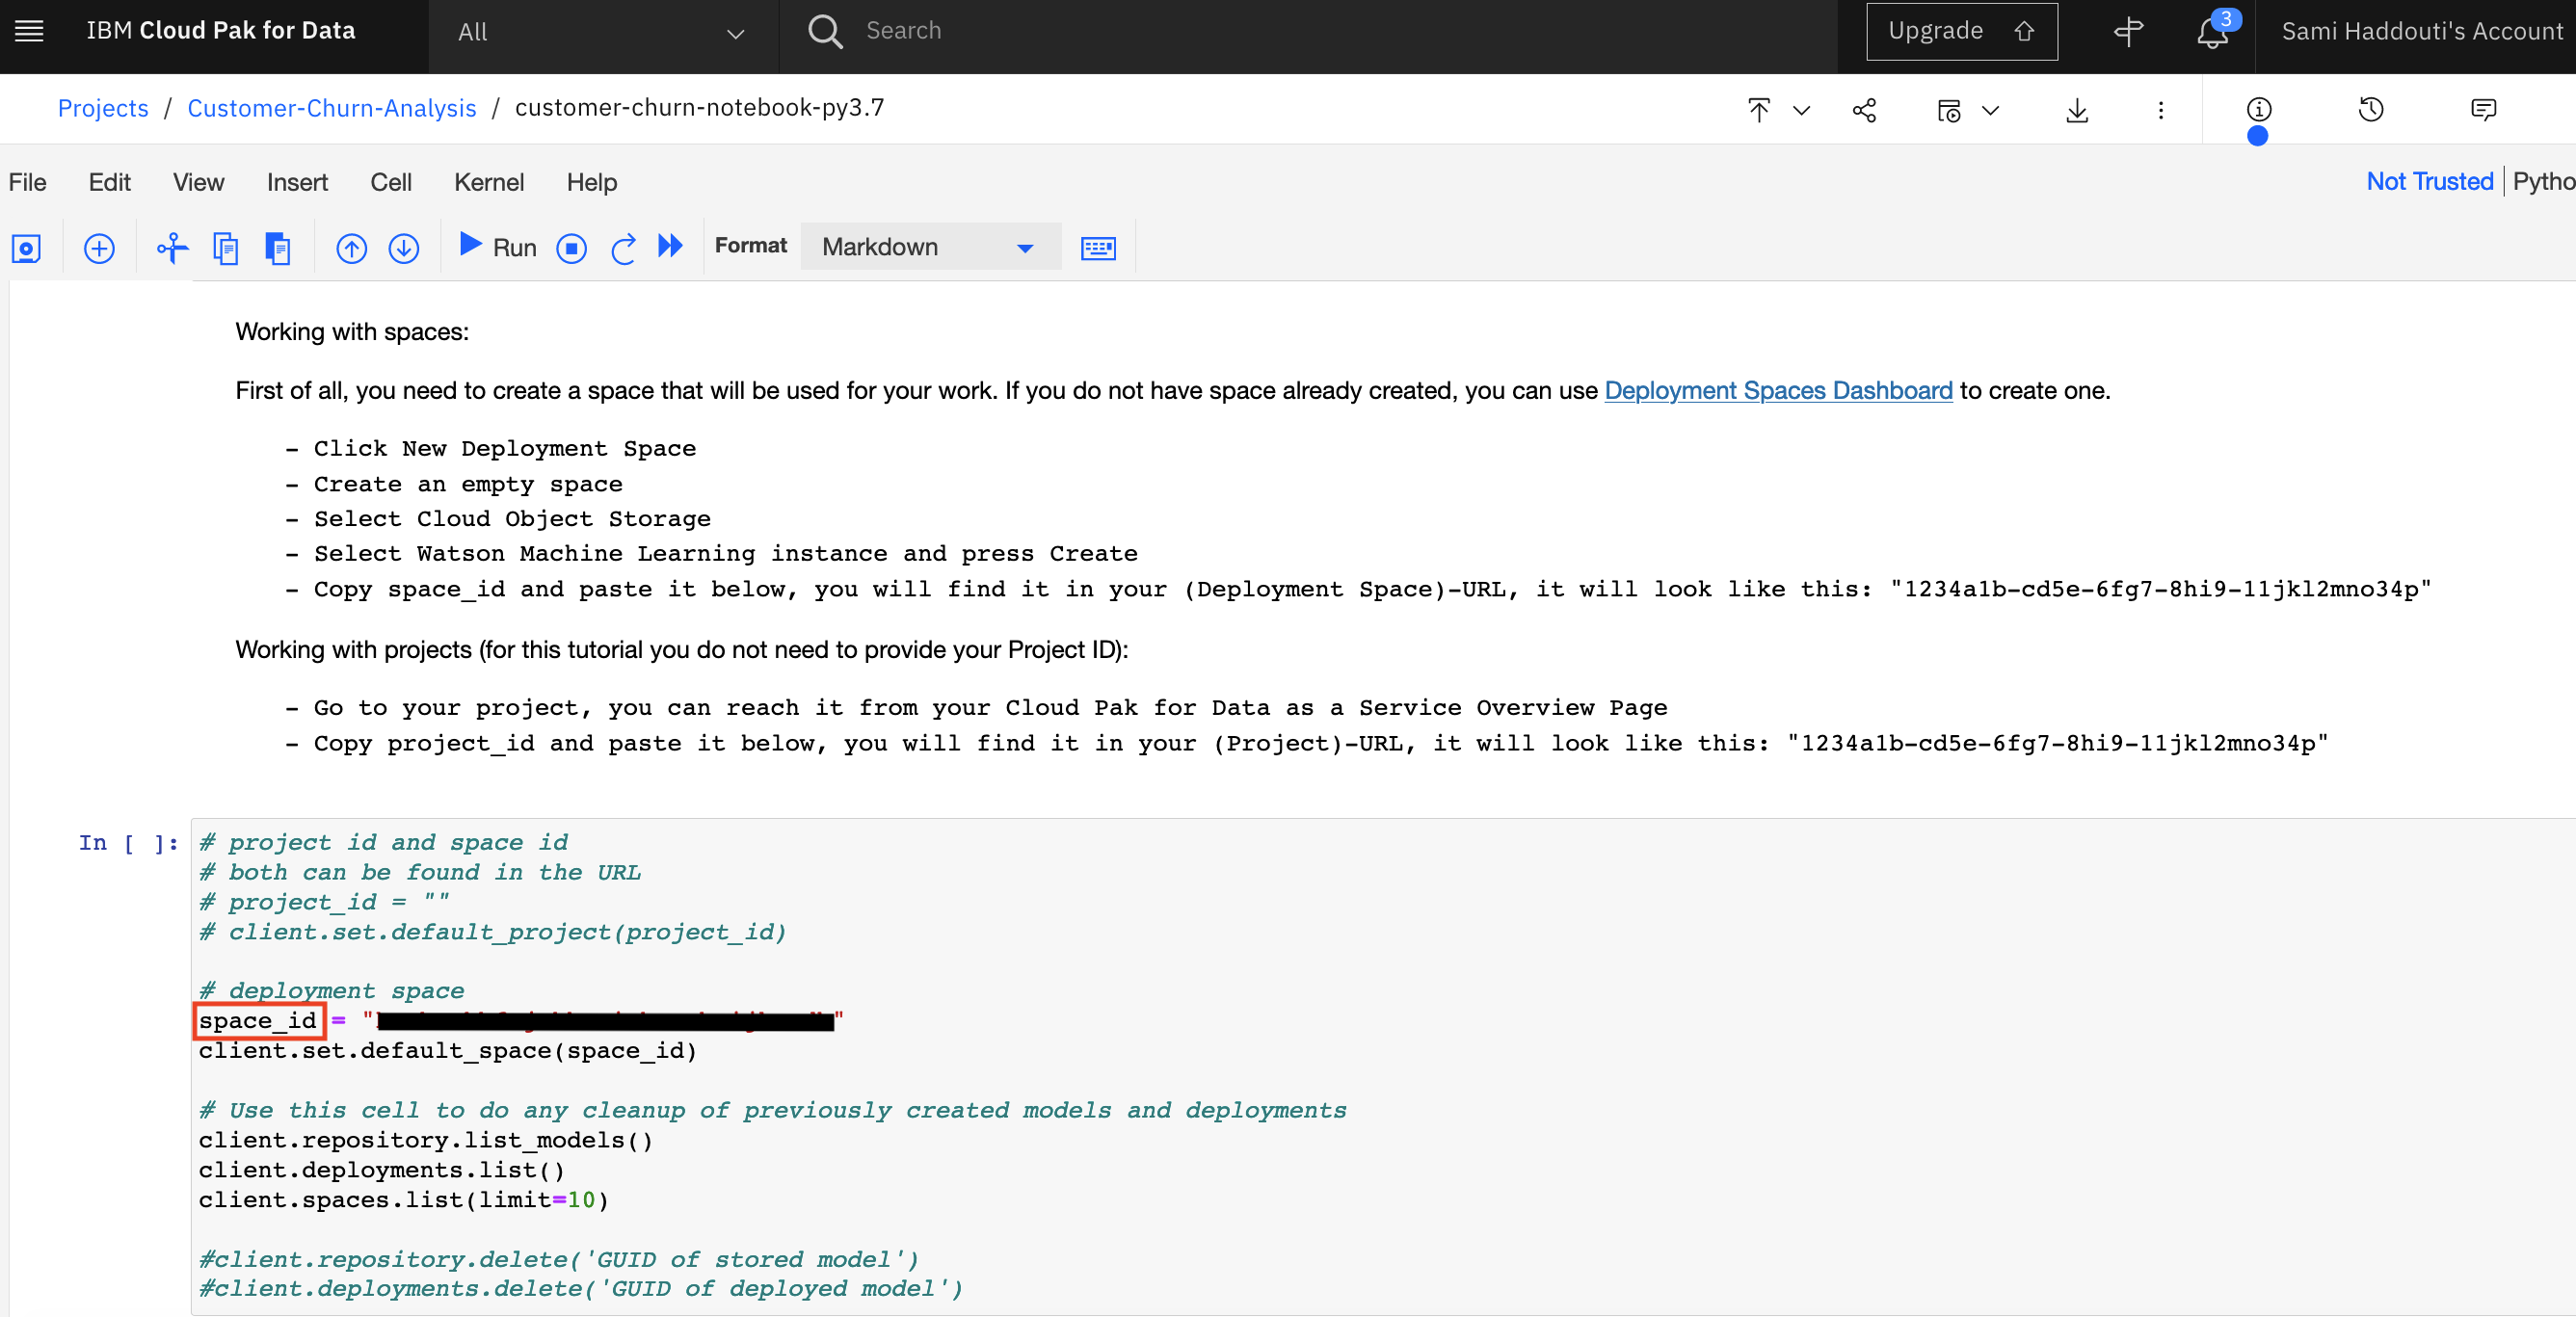 IBM Cloud Pak for Data
All
Search
Upgrade
3
Sami Haddouti's Account
Projects / Customer-Churn-Analysis / customer-churn-notebook-py3.7
File Edit View Insert Cell Kernel Help
Not Trusted
Pytho
Run
Format
Markdown
Working with spaces:
First of all, you need to create a space that will be used for your work. If you do not have space already created, you can use Deployment Spaces Dashboard to create one.
- Click New Deployment Space
- Create an empty space
- Select Cloud Object Storage
- Select Watson Machine Learning instance and press Create
- Copy space_id and paste it below, you will find it in your (Deployment Space)-URL, it will look like this: "1234a1b-cd5e-6fg7-8hi9-11jkl2mno34p"
Working with projects (for this tutorial you do not need to provide your Project ID):
- Go to your project, you can reach it from your Cloud Pak for Data as a Service Overview Page
- Copy project_id and paste it below, you will find it in your (Project)-URL, it will look like this: "1234a1b-cd5e-6fg7-8hi9-11jkl2mno34p"
In [ ]:
# project id and space id
# both can be found in the URL
# project_id = ""
# client.set.default_project(project_id)
# deployment space
space_id = " "
client.set.default_space(space_id)
# Use this cell to do any cleanup of previously created models and deployments
client.repository.list_models()
client.deployments.list()
client.spaces.list(limit=10)
#client.repository.delete('GUID of stored model')
#client.deployments.delete('GUID of deployed model')